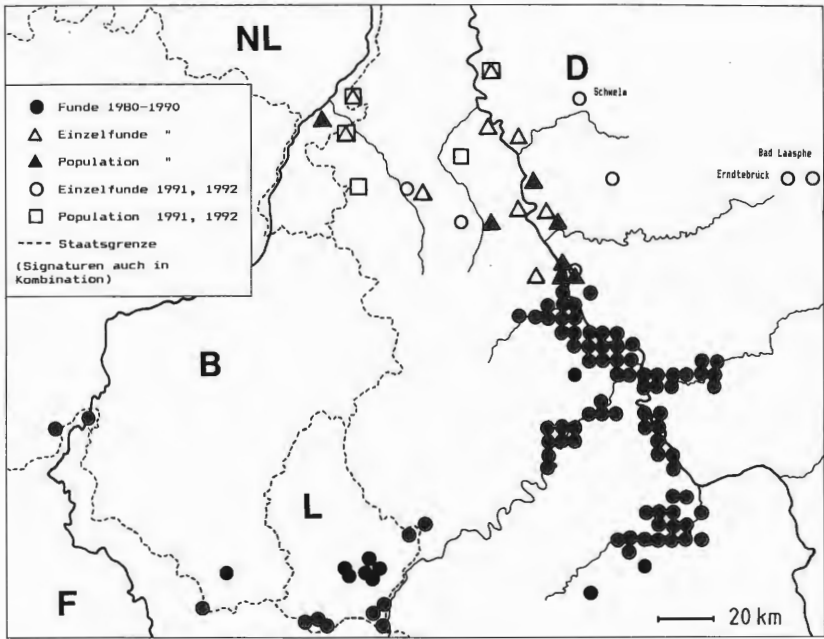 NL
D
Schwelm
Bad Laasphe
Erndtebrück
Funde 1980-1990
Einzelfunde "
Population "
Einzelfunde 1991, 1992
Population 1991, 1992
Staatsgrenze
(Signaturen auch in
Kombination)
B
L
F
20 km